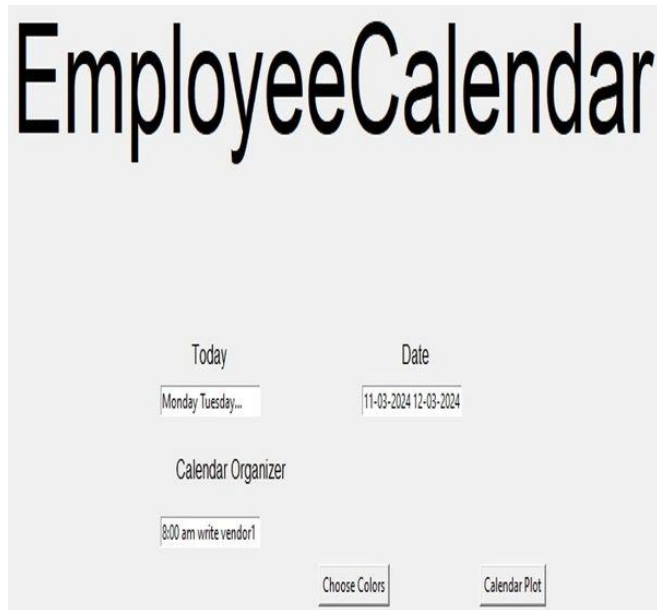 EmployeeCalendar
Today
Date
Monday Tuesday...
11-03-2024 12-03-2024
Calendar Organizer
8:00 am write vendor1
Choose Colors
Calendar Plot